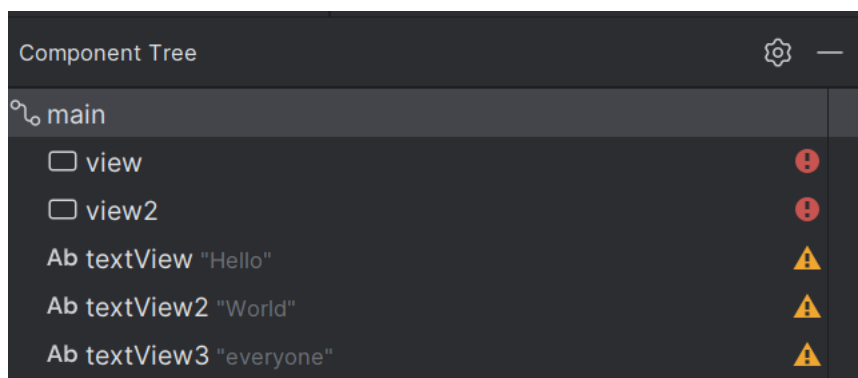 Component Tree
main
view
view2
Ab textView "Hello"
Ab textView2 "World"
Ab textView3 "everyone"